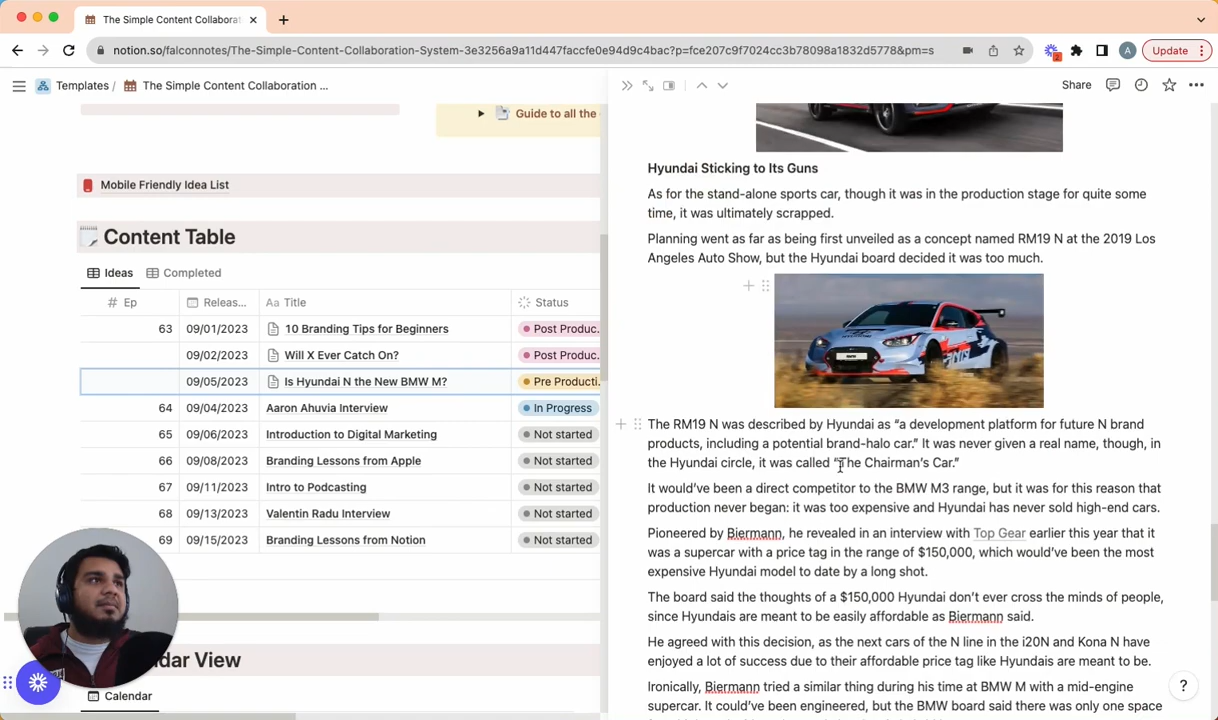 The Simple Content Collaborat
notion.so/falconnotes/The-Simple-Content-Collaboration-System-3e3256a9a11d447faccfe0e94d9c4bac?p=fce207c9f7024cc3b78098a1832d5778&pm=s
2
A
Update
Templates / The Simple Content Collaboration ...
Share
Guide to all the
Mobile Friendly Idea List
Content Table
Ideas
Completed
# Ep Releas... Aa Title Status
63 09/01/2023 10 Branding Tips for Beginners Post Produc...
09/02/2023 Will X Ever Catch On? Post Produc...
09/05/2023 Is Hyundai N the New BMW M? Pre Producti...
64 09/04/2023 Aaron Ahuvia Interview In Progress
65 09/06/2023 Introduction to Digital Marketing Not started
66 09/08/2023 Branding Lessons from Apple Not started
67 09/11/2023 Intro to Podcasting Not started
68 09/13/2023 Valentin Radu Interview Not started
69 09/15/2023 Branding Lessons from Notion Not started
dar View
Calendar
Hyundai Sticking to Its Guns
As for the stand-alone sports car, though it was in the production stage for quite some
time, it was ultimately scrapped.
Planning went as far as being first unveiled as a concept named RM19 N at the 2019 Los
Angeles Auto Show, but the Hyundai board decided it was too much.
The RM19 N was described by Hyundai as “a development platform for future N brand
products, including a potential brand-halo car.” It was never given a real name, though, in
the Hyundai circle, it was called “The Chairman’s Car.”
It would’ve been a direct competitor to the BMW M3 range, but it was for this reason that
production never began: it was too expensive and Hyundai has never sold high-end cars.
Pioneered by Biermann, he revealed in an interview with Top Gear earlier this year that it
was a supercar with a price tag in the range of $150,000, which would’ve been the most
expensive Hyundai model to date by a long shot.
The board said the thoughts of a $150,000 Hyundai don’t ever cross the minds of people,
since Hyundais are meant to be easily affordable as Biermann said.
He agreed with this decision, as the next cars of the N line in the i20N and Kona N have
enjoyed a lot of success due to their affordable price tag like Hyundais are meant to be.
Ironically, Biermann tried a similar thing during his time at BMW M with a mid-engine
supercar. It could’ve been engineered, but the BMW board said there was only one space
?